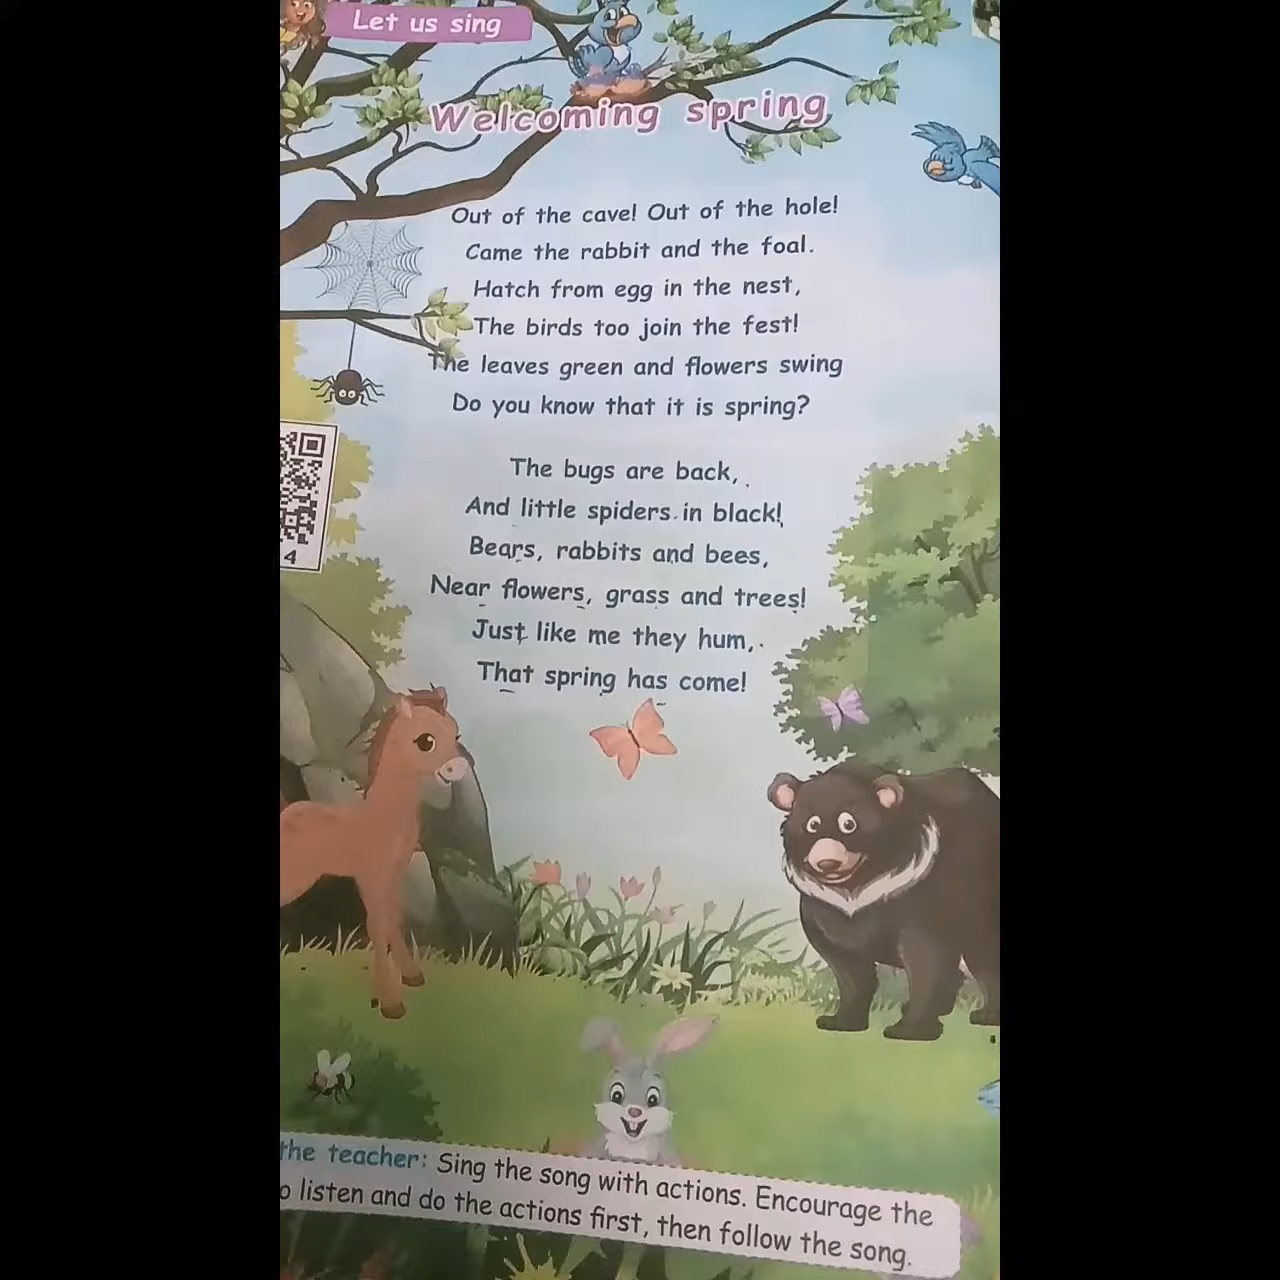 Let us sing
Welcoming spring
Out of the cave! Out of the hole!
Came the rabbit and the foal.
Hatch from egg in the nest,
The birds too join the fest!
The leaves green and flowers swing
Do you know that it is spring?
The bugs are back,
And little spiders in black!
Bears, rabbits and bees,
Near flowers, grass and trees!
Just like me they hum,
That spring has come!
4
the teacher: Sing the song with actions. Encourage the
o listen and do the actions first, then follow the song.